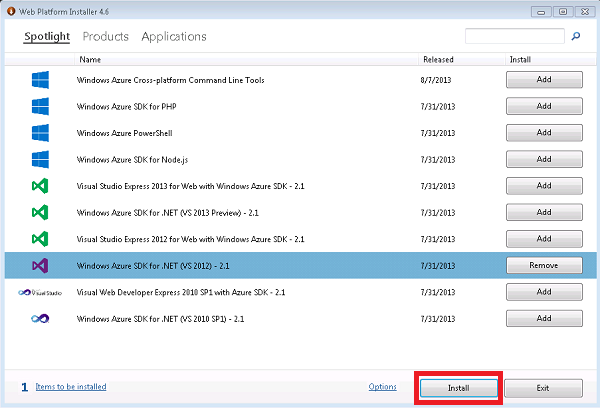 Web Platform Installer 4.6
Spotlight Products Applications
Name Released Install
Windows Azure Cross-platform Command Line Tools 8/7/2013 Add
Windows Azure SDK for PHP 7/31/2013 Add
Windows Azure PowerShell 7/31/2013 Add
Windows Azure SDK for Node.js 7/31/2013 Add
Visual Studio Express 2013 for Web with Windows Azure SDK - 2.1 7/31/2013 Add
Windows Azure SDK for .NET (VS 2013 Preview) - 2.1 7/31/2013 Add
Visual Studio Express 2012 for Web with Windows Azure SDK - 2.1 7/31/2013 Add
Windows Azure SDK for .NET (VS 2012) - 2.1 7/31/2013 Remove
Visual Studio Visual Web Developer Express 2010 SP1 with Azure SDK - 2.1 7/31/2013 Add
Windows Azure SDK for .NET (VS 2010 SP1) - 2.1 7/31/2013 Add
1 Items to be installed Options Install Exit